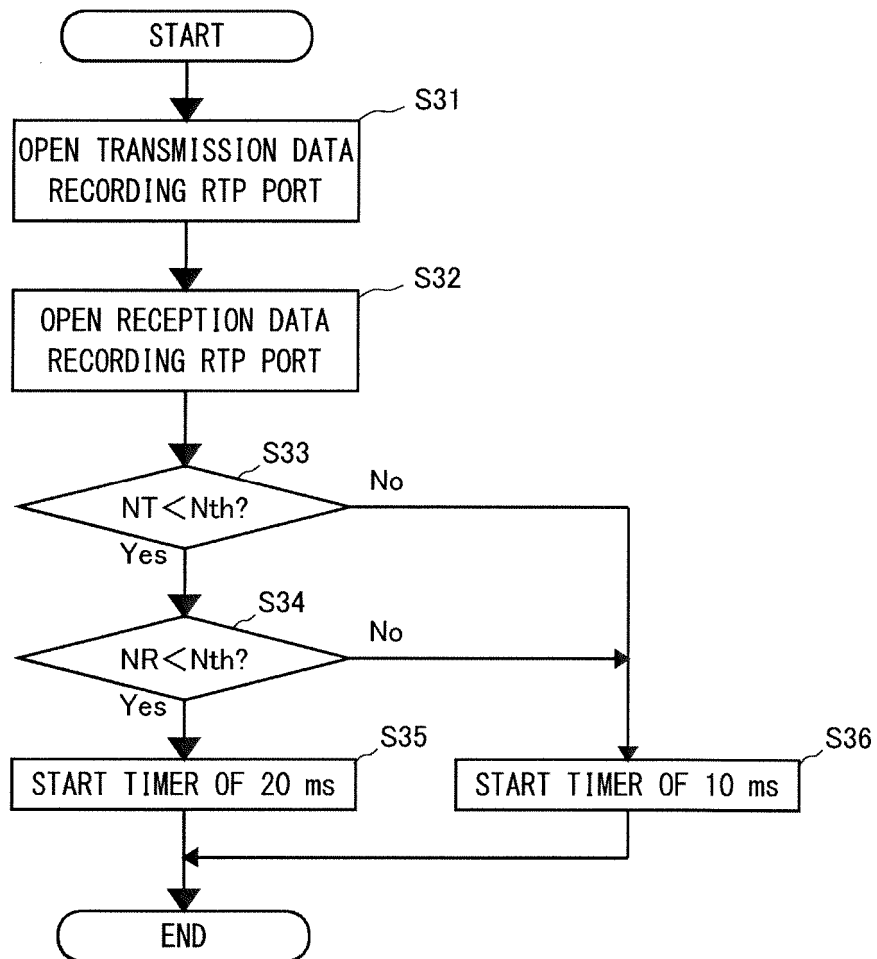 START
S31
OPEN TRANSMISSION DATA
RECORDING RTP PORT
S32
OPEN RECEPTION DATA
RECORDING RTP PORT
S33
NT<Nth?
No
Yes
S34
NR<Nth?
No
Yes
S35
START TIMER OF 20 ms
S36
START TIMER OF 10 ms
END